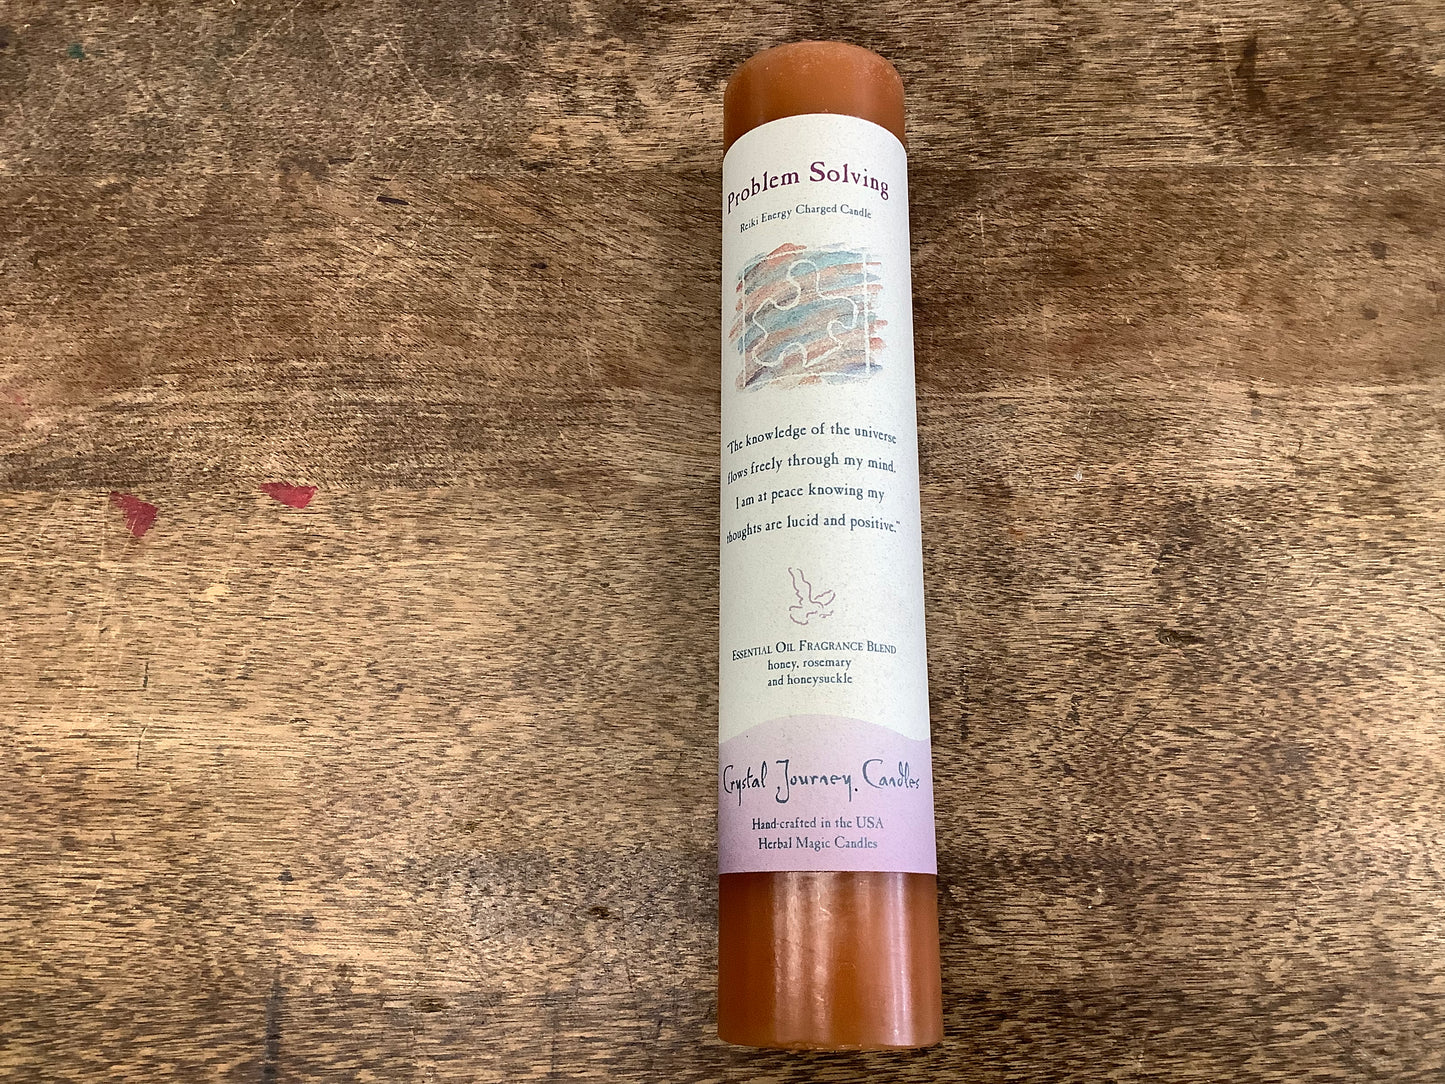 Problem Solving
Reiki Energy Charged Candle
"The knowledge of the universe
flows freely through my mind.
I am at peace knowing my
thoughts are lucid and positive."
ESSENTIAL OIL FRAGRANCE BLEND
honey, rosemary
and honeysuckle
Crystal Journey Candles
Hand-crafted in the USA
Herbal Magic Candles